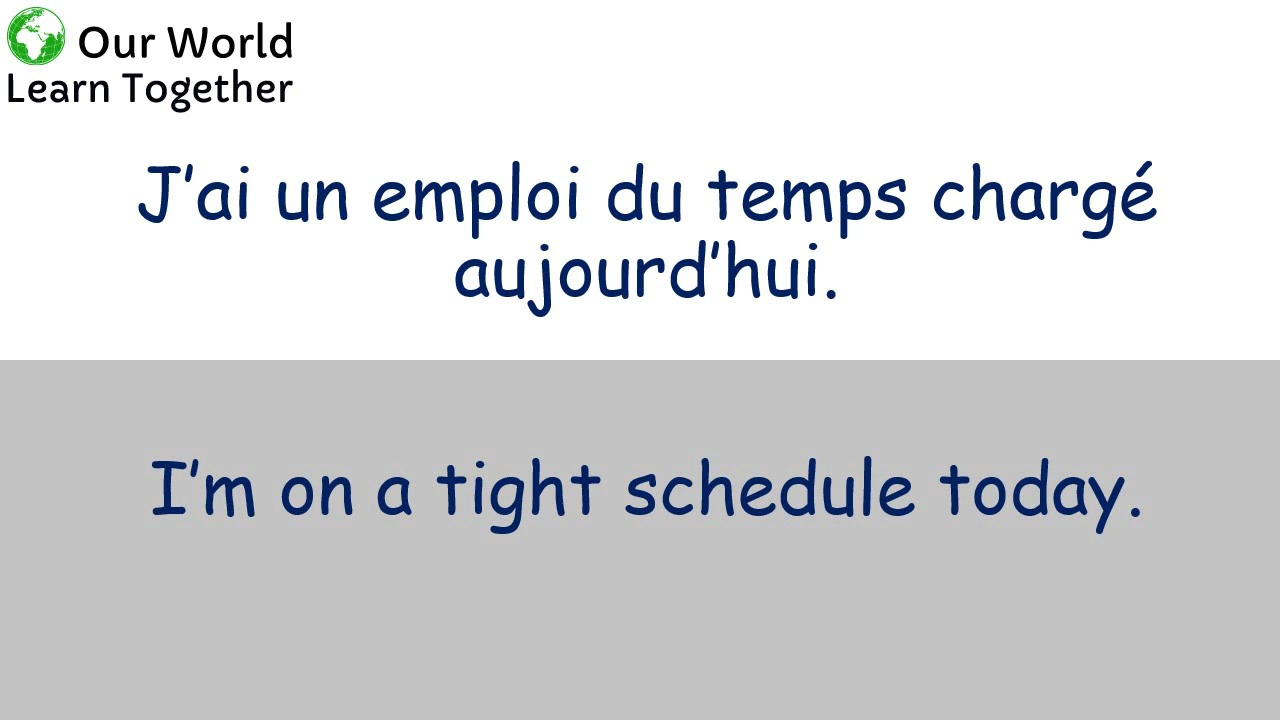 Our World
Learn Together
J’ai un emploi du temps chargé
aujourd’hui.
I’m on a tight schedule today.